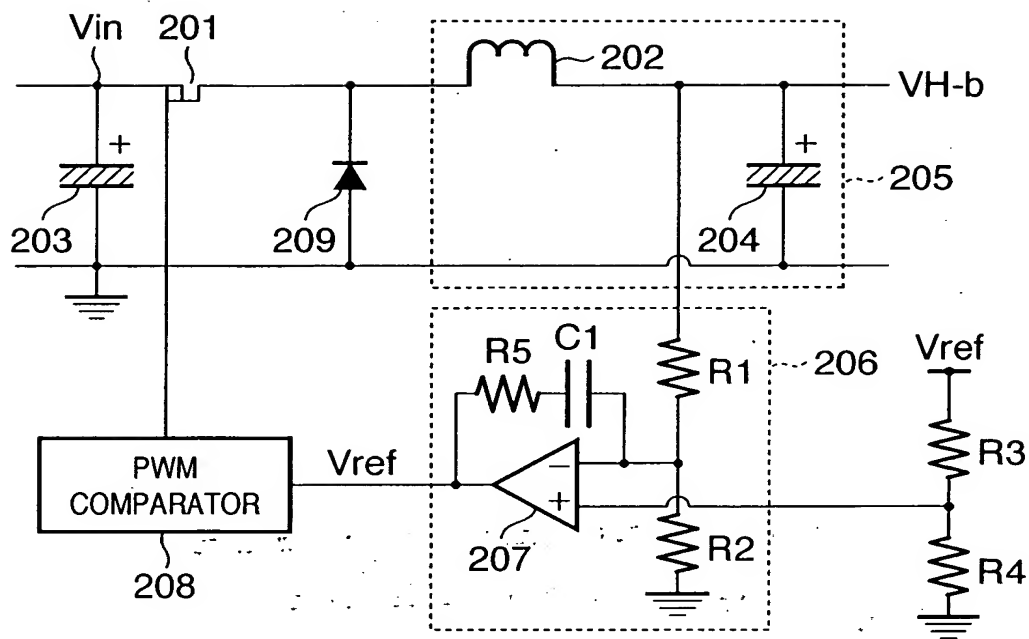 Vin
201
202
VH-b
+
+
203
209
204
205
C1
R5
R1
206
Vref
R3
PWM
COMPARATOR
Vref
−
+
207
R2
R4
208